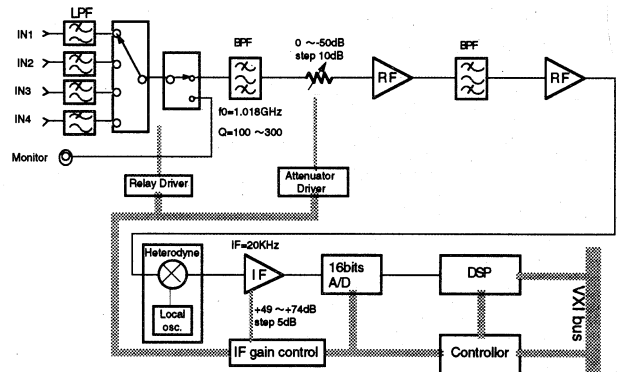 LPF
IN1
IN2
IN3
IN4
Monitor
BPF
f0=1.018GHz
Q=100 ～300
0 ～-50dB
step 10dB
RF
BPF
RF
Relay Driver
Attenuator
Driver
Heterodyne
Local
osc.
IF=20KHz
IF
+49 ～+74dB
step 5dB
16bits
A/D
DSP
VXI bus
IF gain control
Controllor